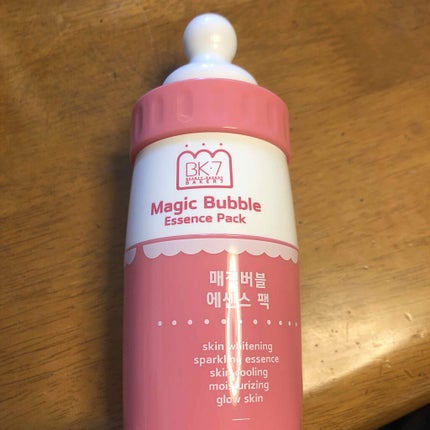 BK·7
BAKERY
Magic Bubble
Essence Pack
매직버블
에센스 팩
skin whitening
sparkling essence
skin cooling
moisturizing
glow skin